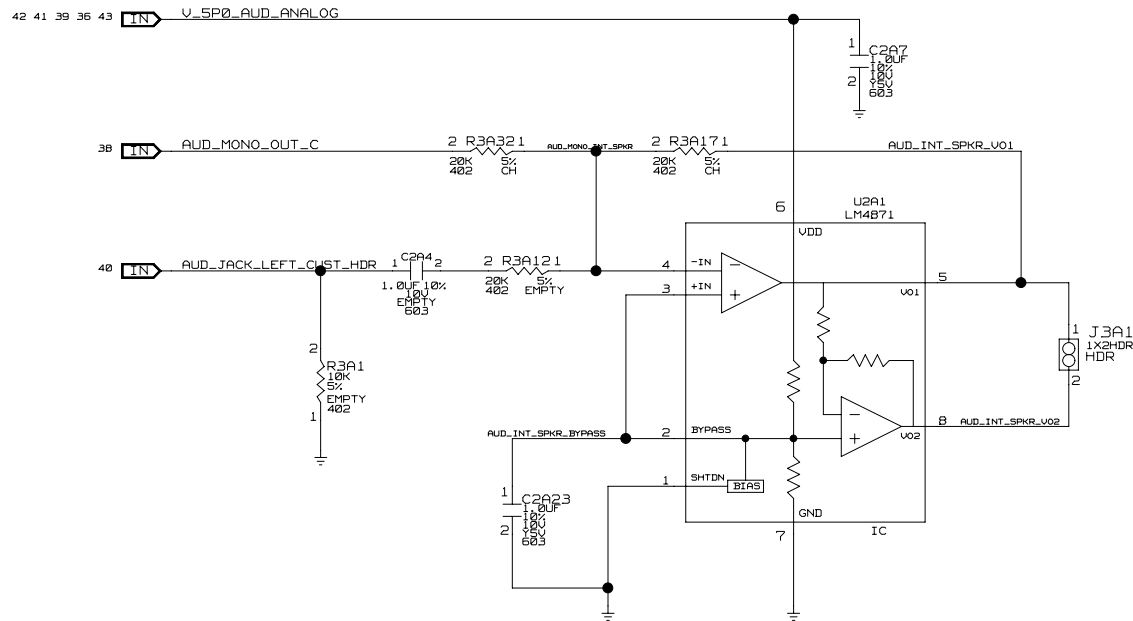 42 41 39 36 43 IN V_5P0_AUD_ANALOG
1 C2A7
1.0UF
10%
10V
2 Y5V
603
38 IN AUD_MONO_OUT_C
2 R3A32 1
20K 5%
402 CH
AUD_MONO_INT_SPKR
2 R3A17 1
20K 5%
402 CH
AUD_INT_SPKR_VO1
U2A1
LM4871
6
VDD
40 IN AUD_JACK_LEFT_CUST_HDR
C2A4
1 2
1.0UF 10%
10V
EMPTY
603
2 R3A12 1
20K 5%
402 EMPTY
4 -IN
3 +IN
5
VO1
1 J3A1
1X2HDR
HDR
2
2
R3A1
10K
5%
EMPTY
402
1
AUD_INT_SPKR_BYPASS
2 BYPASS
8 AUD_INT_SPKR_VO2
VO2
1 SHTDN
BIAS
1 C2A23
1.0UF
10%
10V
2 Y5V
603
GND
7
IC